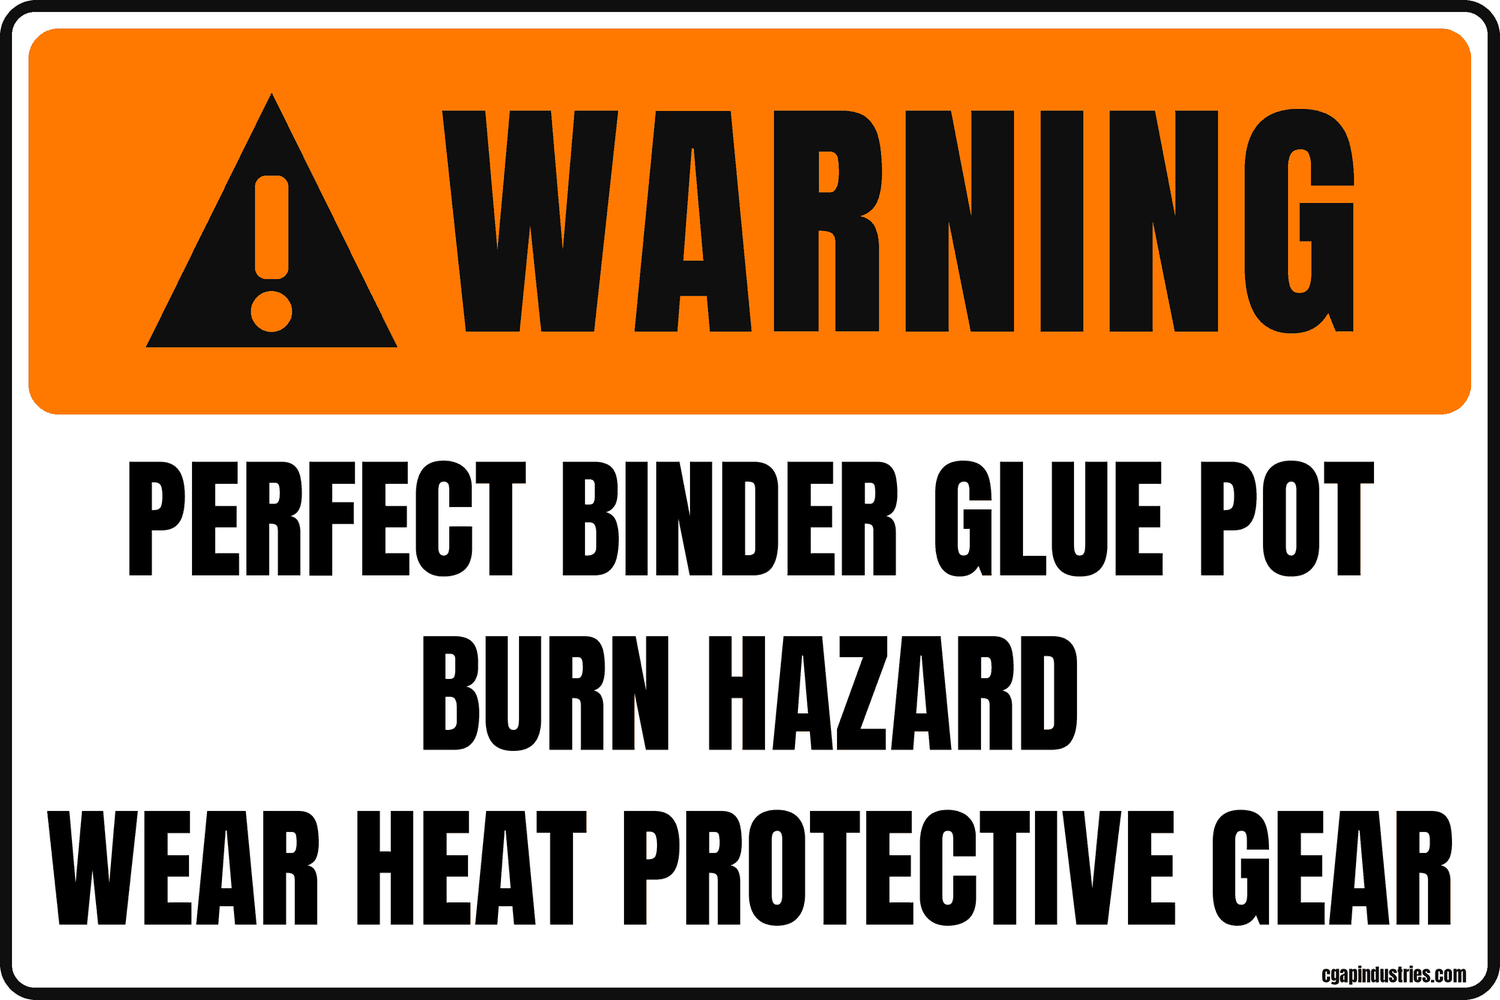 WARNING
PERFECT BINDER GLUE POT
BURN HAZARD
WEAR HEAT PROTECTIVE GEAR
cgapindustries.com